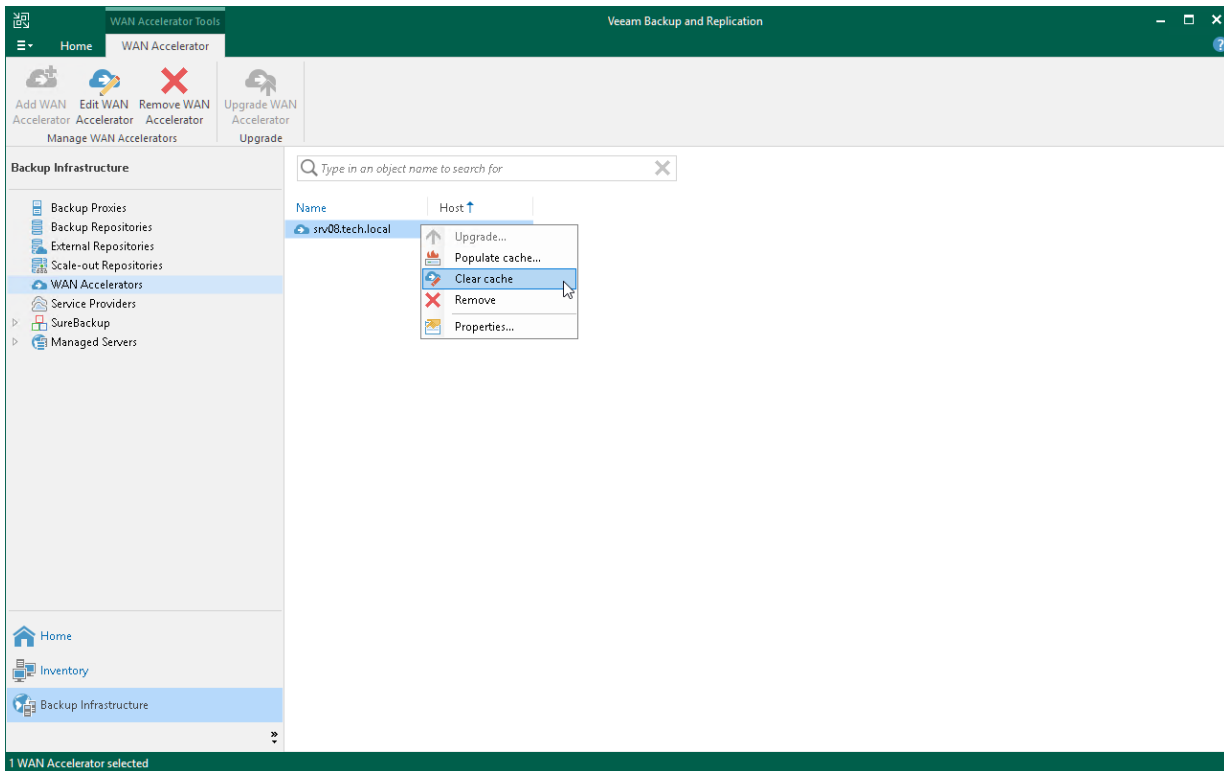 WAN Accelerator Tools
Veeam Backup and Replication
Home WAN Accelerator
Add WAN Accelerator
Edit WAN Accelerator
Remove WAN Accelerator
Upgrade WAN Accelerator
Manage WAN Accelerators
Upgrade
Backup Infrastructure
Backup Proxies
Backup Repositories
External Repositories
Scale-out Repositories
WAN Accelerators
Service Providers
SureBackup
Managed Servers
Type in an object name to search for
Name Host
srv08.tech.local
Upgrade...
Populate cache...
Clear cache
Remove
Properties...
Home
Inventory
Backup Infrastructure
1 WAN Accelerator selected